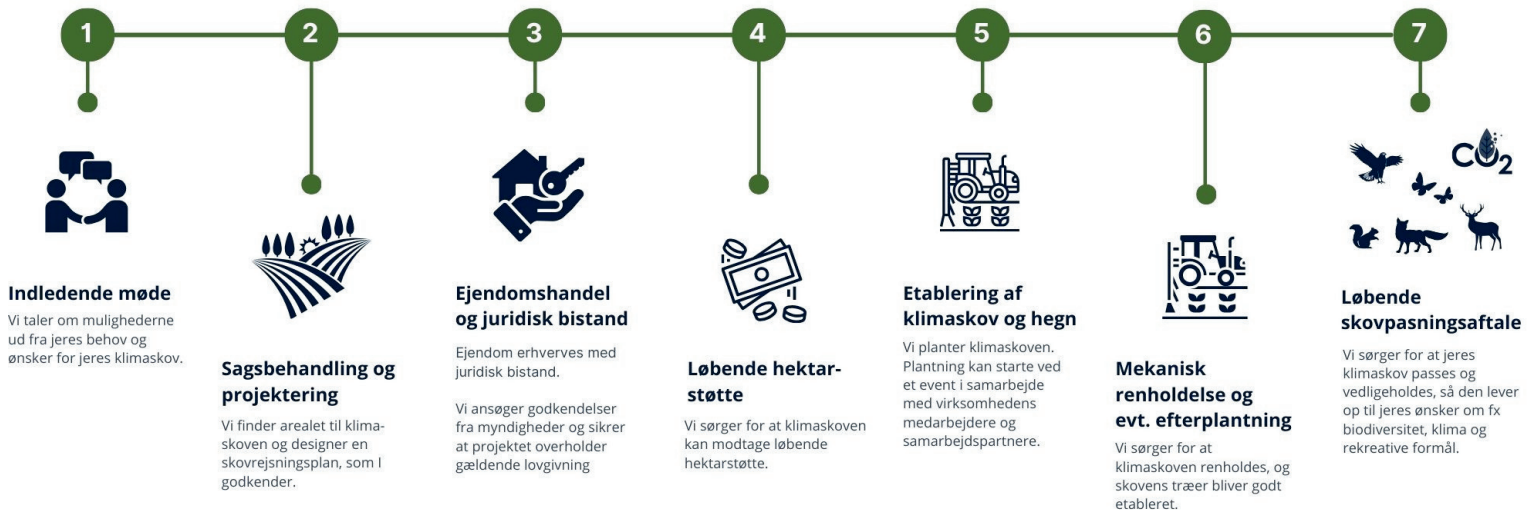 1
2
3
4
5
6
7
CO2
Indledende møde
Vi taler om mulighederne
ud fra jeres behov og
ønsker for jeres klimaskov.
Sagsbehandling og
projektering
Vi finder arealet til klima-
skoven og designer en
skovrejsningsplan, som I
godkender.
Ejendomshandel
og juridisk bistand
Ejendom erhverves med
juridisk bistand.
Vi ansøger godkendelser
fra myndigheder og sikrer
at projektet overholder
gældende lovgivning
Løbende hektar-
støtte
Vi sørger for at klimaskoven
kan modtage løbende
hektarstøtte.
Etablering af
klimaskov og hegn
Vi planter klimaskoven.
Plantning kan starte ved
et event i samarbejde
med virksomhedens
medarbejdere og
samarbejdspartnere.
Mekanisk
renholdelse og
evt. efterplantning
Vi sørger for at
klimaskoven renholdes, og
skovens træer bliver godt
etableret.
Løbende
skovpasningsaftale
Vi sørger for at jeres
klimaskov passes og
vedligeholdes, så den lever
op til jeres ønsker om fx
biodiversitet, klima og
rekreative formål.